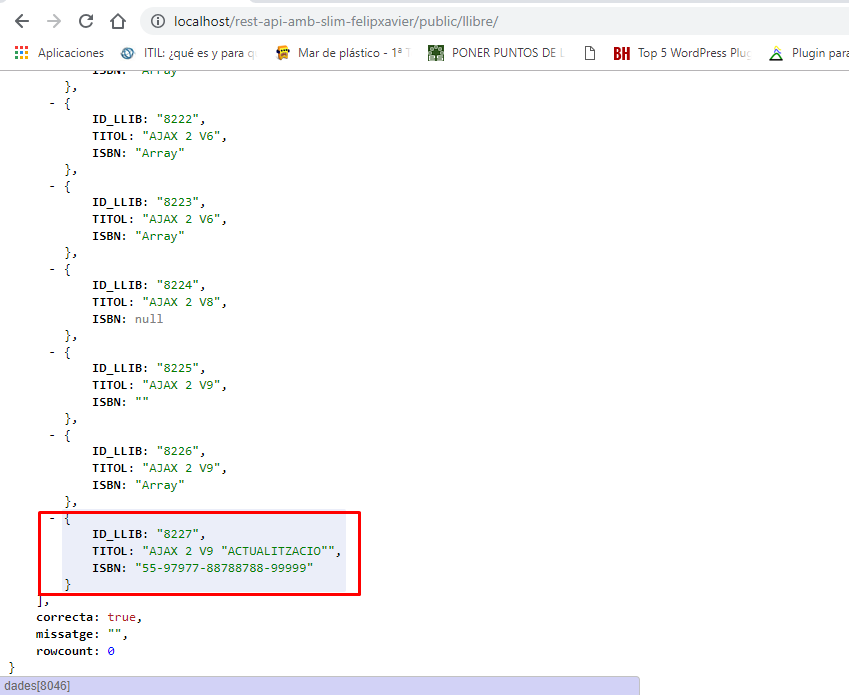 localhost/rest-api-amb-slim-felipxavier/public/llibre/
Aplicaciones ITIL: ¿qué es y para q Mar de plástico - 1ª T PONER PUNTOS DE L BH Top 5 WordPress Plug Plugin para
ISBN: "Array"
},
- {
ID_LLIB: "8222",
TITOL: "AJAX 2 V6",
ISBN: "Array"
},
- {
ID_LLIB: "8223",
TITOL: "AJAX 2 V6",
ISBN: "Array"
},
- {
ID_LLIB: "8224",
TITOL: "AJAX 2 V8",
ISBN: null
},
- {
ID_LLIB: "8225",
TITOL: "AJAX 2 V9",
ISBN: ""
},
- {
ID_LLIB: "8226",
TITOL: "AJAX 2 V9",
ISBN: "Array"
},
- {
ID_LLIB: "8227",
TITOL: "AJAX 2 V9 "ACTUALITZACIO"",
ISBN: "55-97977-88788788-99999"
}
],
correcta: true,
missatge: "",
rowcount: 0
}
dades[8046]